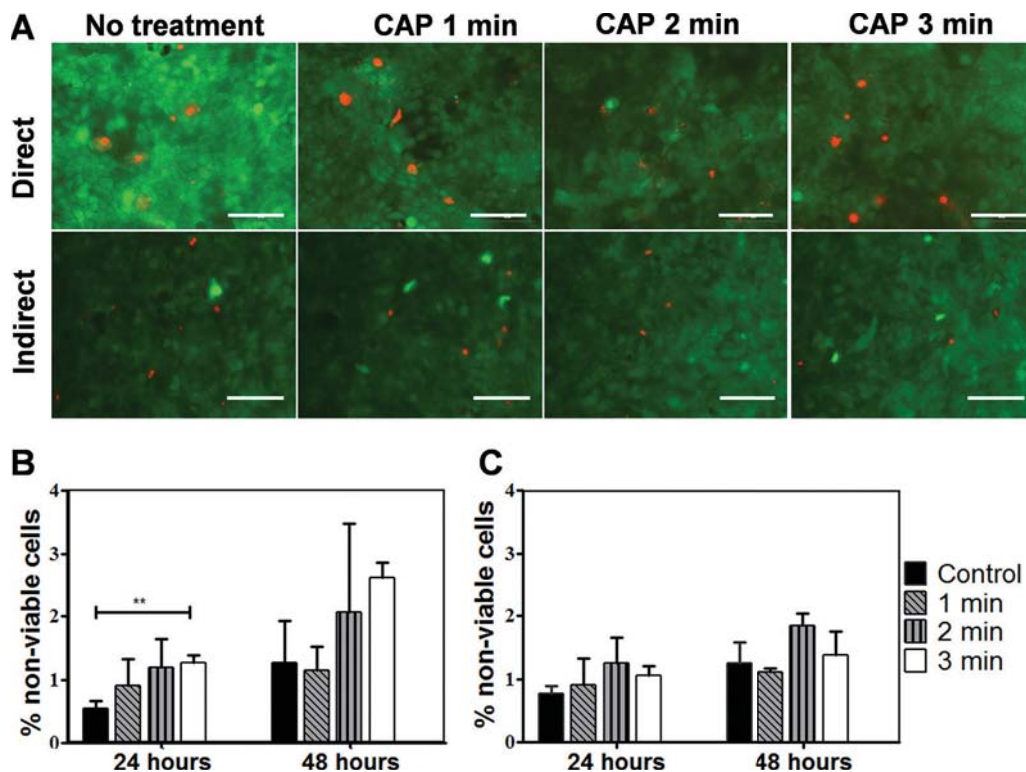 A
No treatment CAP 1 min CAP 2 min CAP 3 min
Direct
Indirect
B
% non-viable cells
4
3
2
1
0
**
24 hours 48 hours
C
% non-viable cells
4
3
2
1
0
24 hours 48 hours
Control
1 min
2 min
3 min